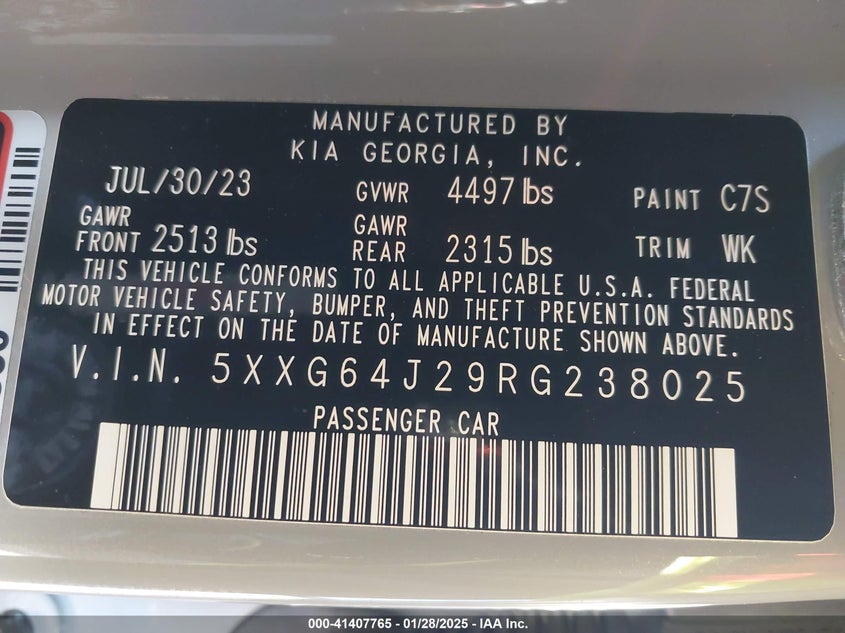 MANUFACTURED BY
KIA GEORGIA, INC.
JUL/30/23 GVWR 4497 lbs PAINT C7S
GAWR FRONT 2513 lbs GAWR REAR 2315 lbs TRIM WK
THIS VEHICLE CONFORMS TO ALL APPLICABLE U.S.A. FEDERAL
MOTOR VEHICLE SAFETY, BUMPER, AND THEFT PREVENTION STANDARDS
IN EFFECT ON THE DATE OF MANUFACTURE SHOWN ABOVE.
V.I.N. 5XXG64J29RG238025
PASSENGER CAR
000-41407765 | 01/28/2025 - IAA Inc.